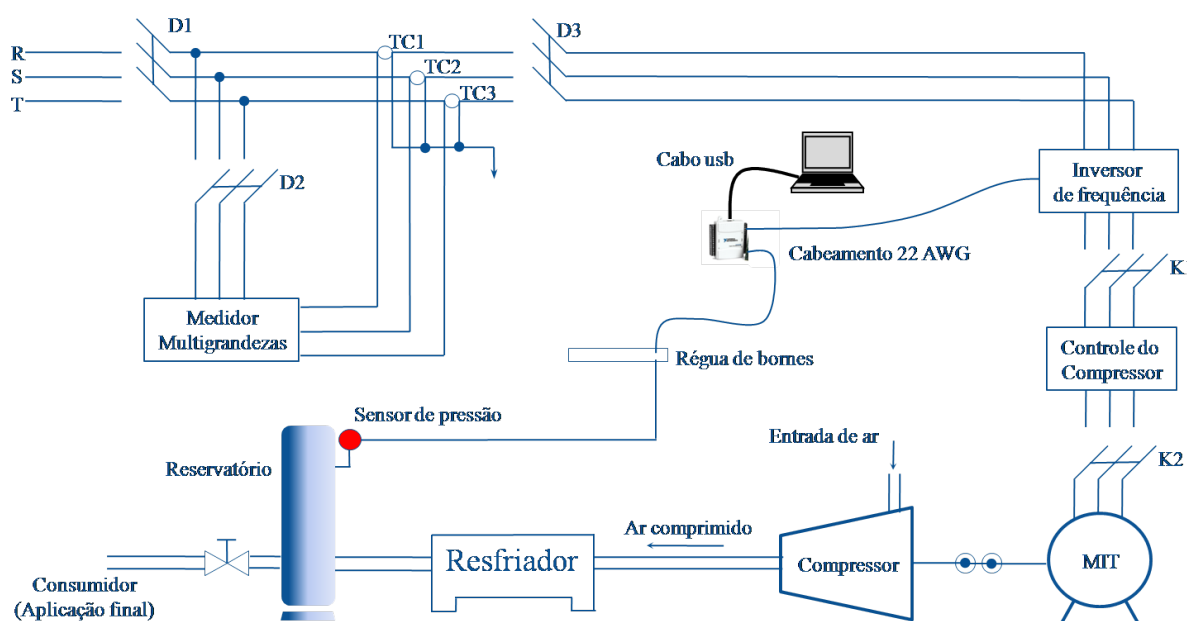 D1
D3
R
TC1
S
TC2
T
TC3
Cabo usb
Inversor
de frequência
D2
Cabeamento 22 AWG
K
Medidor
Multigrandezas
Régua de bornes
Controle do
Compressor
Sensor de pressão
Entrada de ar
Reservatório
K2
Ar comprimido
Resfriador
Compressor
MIT
Consumidor
(Aplicação final)